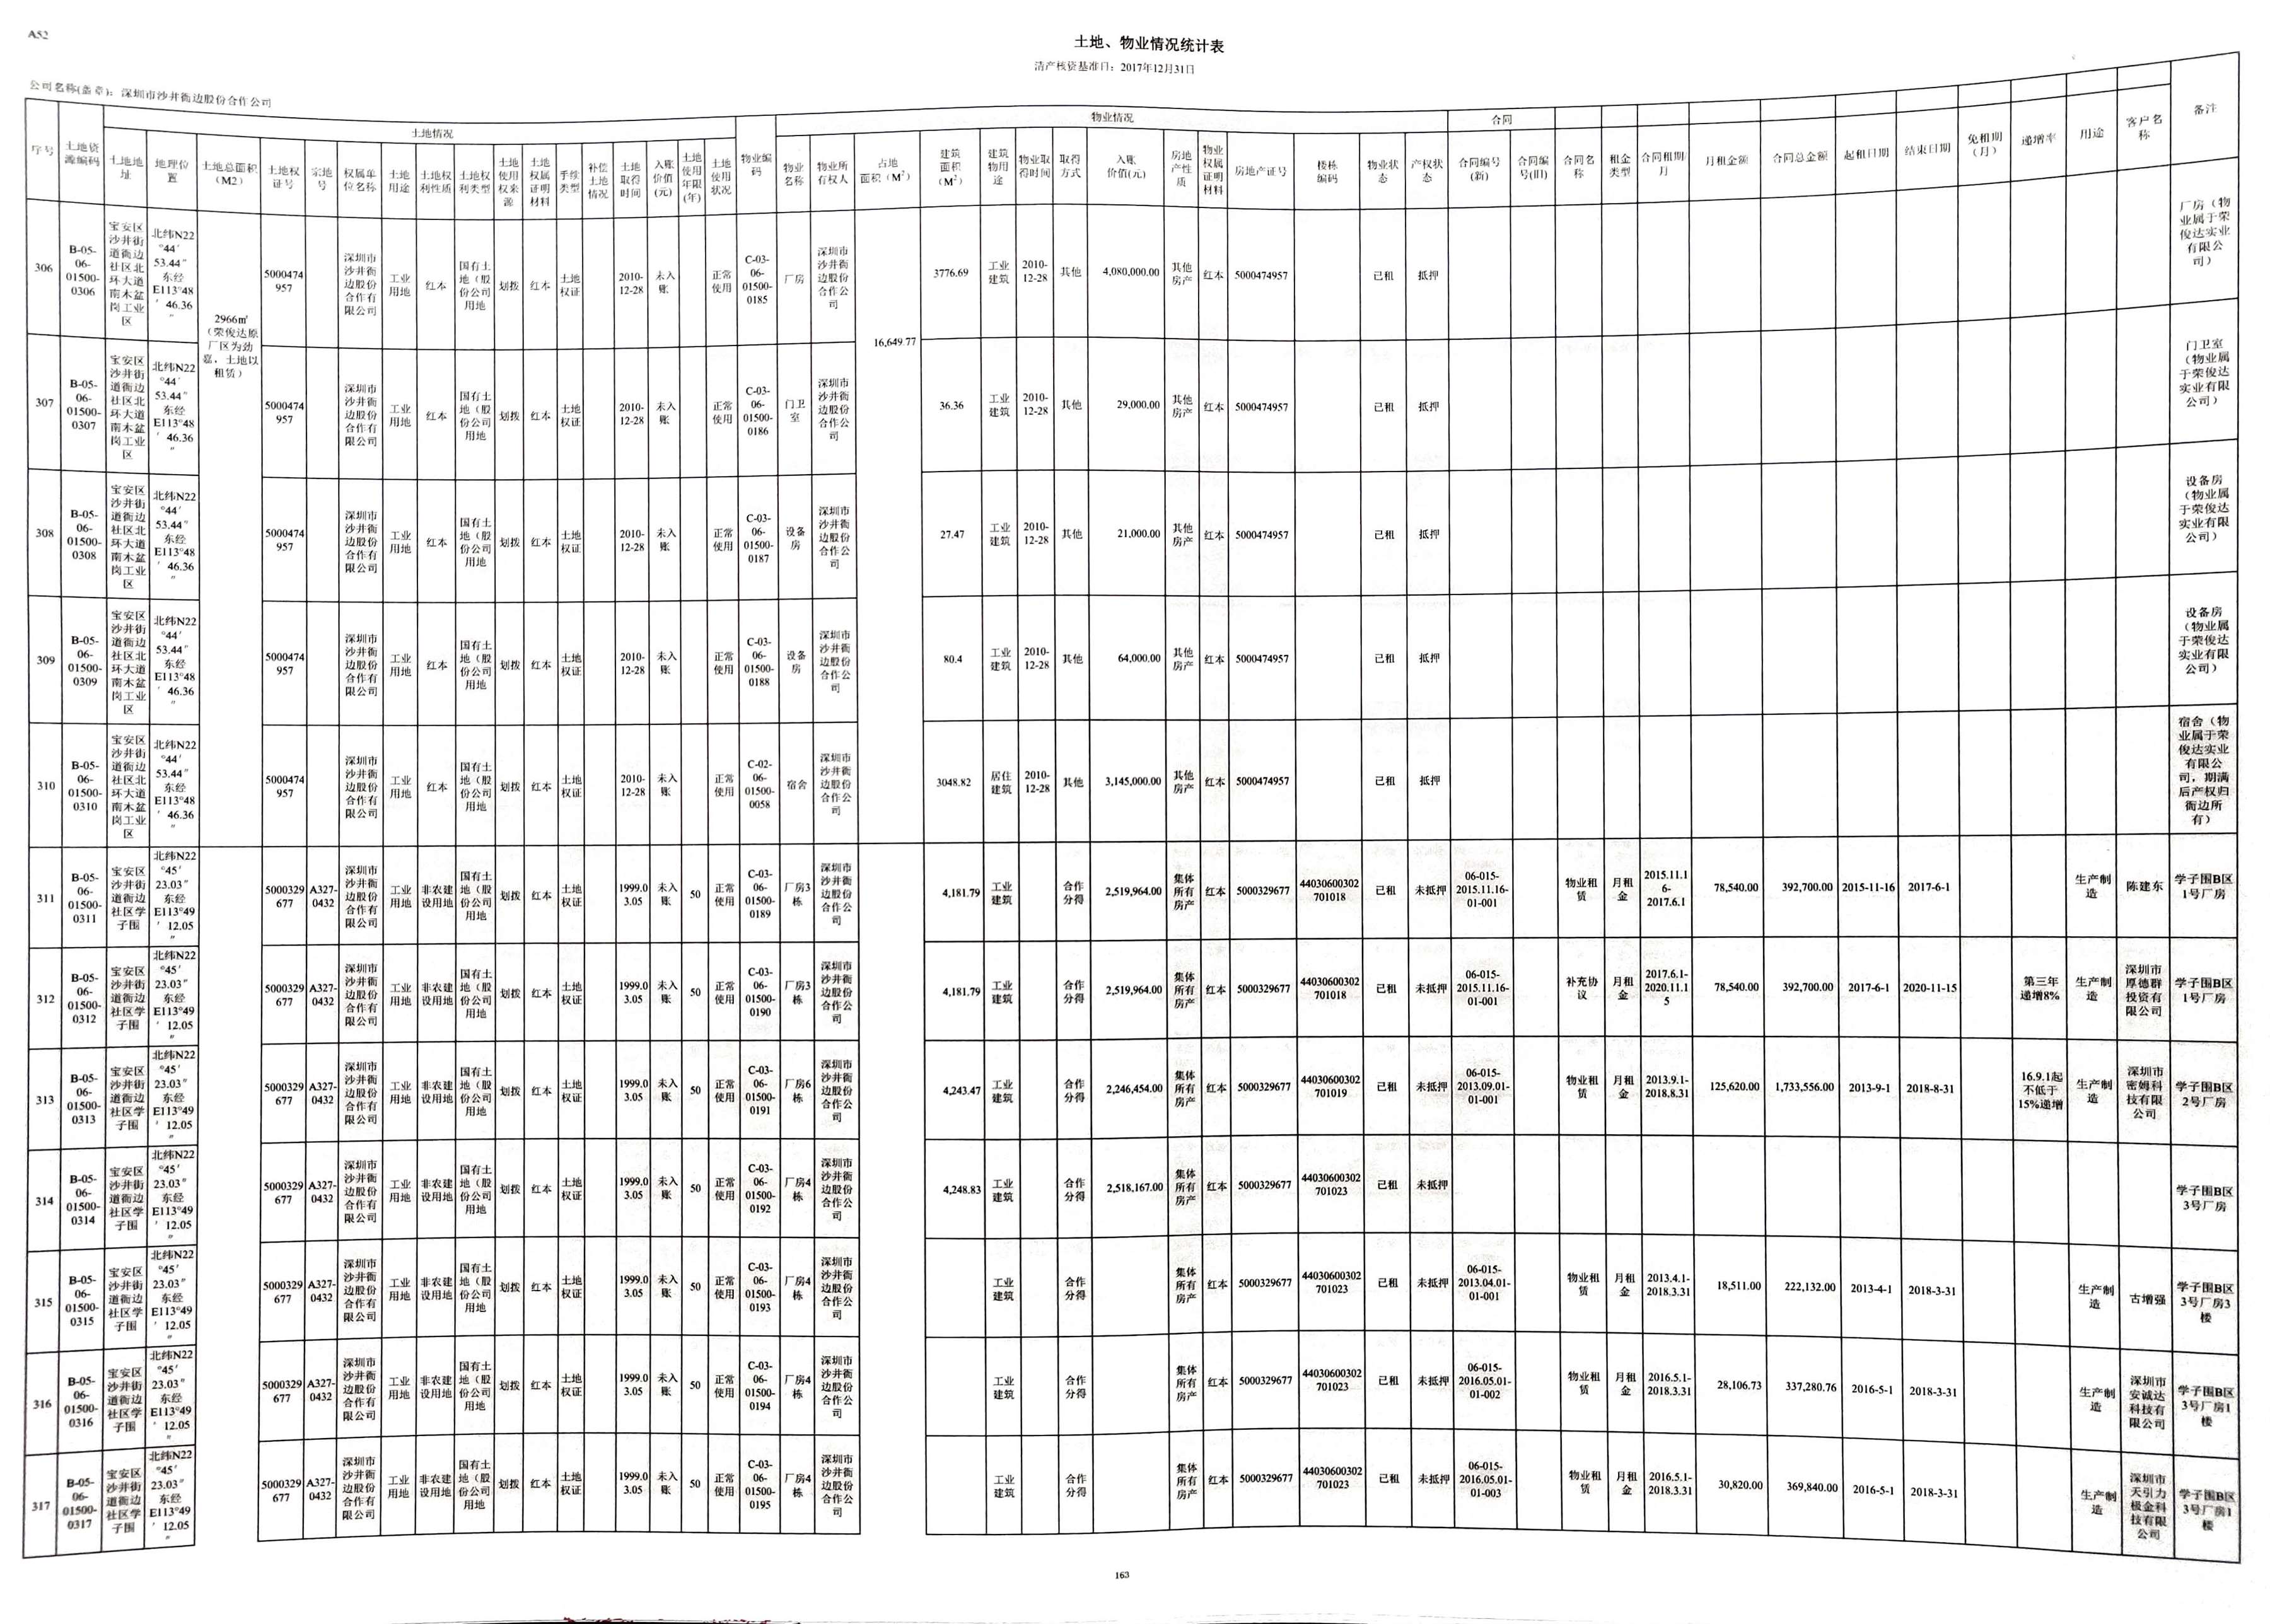 A52
土地、物业情况统计表
清产核资基准日：2017年12月31日
公司名称(盖章)：深圳市沙井衙边股份合作公司
序号 土地资源编码 土地情况 物业编码 物业情况 合同 备注
土地地址 地理位置 土地总面积（M2） 土地权证号 宗地号 权属单位名称 土地用途 土地权利性质 土地权利类型 土地使用权来源 土地权属证明材料 手续类型 补偿土地情况 土地取得时间 入账价值(元) 土地使用年限(年) 土地使用状况 物业名称 物业所有权人 占地面积（M²） 建筑面积（M²） 建筑物用途 物业取得时间 取得方式 入账价值(元) 房地产性质 物业权属证明材料 房地产证号 楼栋编码 物业状态 产权状态 合同编号(新) 合同编号(旧) 合同名称 租金类型 合同租期/月 月租金额 合同总金额 起租日期 结束日期 免租期（月） 递增率 用途 客户名称
306 B-05-06-01500-0306 宝安区沙井街道衙边社区北环大道南木盆岗工业区 北纬N22°44′53.44″东经E113°48′46.36″ 2966㎡（荣俊达原厂区为劲嘉，土地以租赁） 5000474957 深圳市沙井衙边股份合作有限公司 工业用地 红本 国有土地（股份公司用地 划拨 红本 土地权证 2010-12-28 未入账 正常使用 C-03-06-01500-0185 厂房 深圳市沙井衙边股份合作公司 16,649.77 3776.69 工业建筑 2010-12-28 其他 4,080,000.00 其他房产 红本 5000474957 已租 抵押 厂房（物业属于荣俊达实业有限公司）
307 B-05-06-01500-0307 宝安区沙井街道衙边社区北环大道南木盆岗工业区 北纬N22°44′53.44″东经E113°48′46.36″ 5000474957 深圳市沙井衙边股份合作有限公司 工业用地 红本 国有土地（股份公司用地 划拨 红本 土地权证 2010-12-28 未入账 正常使用 C-03-06-01500-0186 门卫室 深圳市沙井衙边股份合作公司 36.36 工业建筑 2010-12-28 其他 29,000.00 其他房产 红本 5000474957 已租 抵押 门卫室（物业属于荣俊达实业有限公司）
308 B-05-06-01500-0308 宝安区沙井街道衙边社区北环大道南木盆岗工业区 北纬N22°44′53.44″东经E113°48′46.36″ 5000474957 深圳市沙井衙边股份合作有限公司 工业用地 红本 国有土地（股份公司用地 划拨 红本 土地权证 2010-12-28 未入账 正常使用 C-03-06-01500-0187 设备房 深圳市沙井衙边股份合作公司 27.47 工业建筑 2010-12-28 其他 21,000.00 其他房产 红本 5000474957 已租 抵押 设备房（物业属于荣俊达实业有限公司）
309 B-05-06-01500-0309 宝安区沙井街道衙边社区北环大道南木盆岗工业区 北纬N22°44′53.44″东经E113°48′46.36″ 5000474957 深圳市沙井衙边股份合作有限公司 工业用地 红本 国有土地（股份公司用地 划拨 红本 土地权证 2010-12-28 未入账 正常使用 C-03-06-01500-0188 设备房 深圳市沙井衙边股份合作公司 80.4 工业建筑 2010-12-28 其他 64,000.00 其他房产 红本 5000474957 已租 抵押 设备房（物业属于荣俊达实业有限公司）
310 B-05-06-01500-0310 宝安区沙井街道衙边社区北环大道南木盆岗工业区 北纬N22°44′53.44″东经E113°48′46.36″ 5000474957 深圳市沙井衙边股份合作有限公司 工业用地 红本 国有土地（股份公司用地 划拨 红本 土地权证 2010-12-28 未入账 正常使用 C-02-06-01500-0058 宿舍 深圳市沙井衙边股份合作公司 3048.82 居住建筑 2010-12-28 其他 3,145,000.00 其他房产 红本 5000474957 已租 抵押 宿舍（物业属于荣俊达实业有限公司，期满后产权归衙边所有）
311 B-05-06-01500-0311 宝安区沙井街道衙边社区学子围 北纬N22°45′23.03″东经E113°49′12.05″ 5000329677 A327-0432 深圳市沙井衙边股份合作有限公司 工业用地 非农建设用地 国有土地（股份公司用地 划拨 红本 土地权证 1999.03.05 未入账 50 正常使用 C-03-06-01500-0189 厂房3栋 深圳市沙井衙边股份合作公司 4,181.79 工业建筑 合作分得 2,519,964.00 集体所有房产 红本 5000329677 44030600302701018 已租 未抵押 06-015-2015.11.16-01-001 物业租赁 月租金 2015.11.16-2017.6.1 78,540.00 392,700.00 2015-11-16 2017-6-1 生产制造 陈建东 学子围B区1号厂房
312 B-05-06-01500-0312 宝安区沙井街道衙边社区学子围 北纬N22°45′23.03″东经E113°49′12.05″ 5000329677 A327-0432 深圳市沙井衙边股份合作有限公司 工业用地 非农建设用地 国有土地（股份公司用地 划拨 红本 土地权证 1999.03.05 未入账 50 正常使用 C-03-06-01500-0190 厂房3栋 深圳市沙井衙边股份合作公司 4,181.79 工业建筑 合作分得 2,519,964.00 集体所有房产 红本 5000329677 44030600302701018 已租 未抵押 06-015-2015.11.16-01-001 补充协议 月租金 2017.6.1-2020.11.15 78,540.00 392,700.00 2017-6-1 2020-11-15 第三年递增8% 生产制造 深圳市厚德群投资有限公司 学子围B区1号厂房
313 B-05-06-01500-0313 宝安区沙井街道衙边社区学子围 北纬N22°45′23.03″东经E113°49′12.05″ 5000329677 A327-0432 深圳市沙井衙边股份合作有限公司 工业用地 非农建设用地 国有土地（股份公司用地 划拨 红本 土地权证 1999.03.05 未入账 50 正常使用 C-03-06-01500-0191 厂房6栋 深圳市沙井衙边股份合作公司 4,243.47 工业建筑 合作分得 2,246,454.00 集体所有房产 红本 5000329677 44030600302701019 已租 未抵押 06-015-2013.09.01-01-001 物业租赁 月租金 2013.9.1-2018.8.31 125,620.00 1,733,556.00 2013-9-1 2018-8-31 16.9.1起不低于15%递增 生产制造 深圳市密姆科技有限公司 学子围B区2号厂房
314 B-05-06-01500-0314 宝安区沙井街道衙边社区学子围 北纬N22°45′23.03″东经E113°49′12.05″ 5000329677 A327-0432 深圳市沙井衙边股份合作有限公司 工业用地 非农建设用地 国有土地（股份公司用地 划拨 红本 土地权证 1999.03.05 未入账 50 正常使用 C-03-06-01500-0192 厂房4栋 深圳市沙井衙边股份合作公司 4,248.83 工业建筑 合作分得 2,518,167.00 集体所有房产 红本 5000329677 44030600302701023 已租 未抵押 学子围B区3号厂房
315 B-05-06-01500-0315 宝安区沙井街道衙边社区学子围 北纬N22°45′23.03″东经E113°49′12.05″ 5000329677 A327-0432 深圳市沙井衙边股份合作有限公司 工业用地 非农建设用地 国有土地（股份公司用地 划拨 红本 土地权证 1999.03.05 未入账 50 正常使用 C-03-06-01500-0193 厂房4栋 深圳市沙井衙边股份合作公司 工业建筑 合作分得 集体所有房产 红本 5000329677 44030600302701023 已租 未抵押 06-015-2013.04.01-01-001 物业租赁 月租金 2013.4.1-2018.3.31 18,511.00 222,132.00 2013-4-1 2018-3-31 生产制造 古增强 学子围B区3号厂房3楼
316 B-05-06-01500-0316 宝安区沙井街道衙边社区学子围 北纬N22°45′23.03″东经E113°49′12.05″ 5000329677 A327-0432 深圳市沙井衙边股份合作有限公司 工业用地 非农建设用地 国有土地（股份公司用地 划拨 红本 土地权证 1999.03.05 未入账 50 正常使用 C-03-06-01500-0194 厂房4栋 深圳市沙井衙边股份合作公司 工业建筑 合作分得 集体所有房产 红本 5000329677 44030600302701023 已租 未抵押 06-015-2016.05.01-01-002 物业租赁 月租金 2016.5.1-2018.3.31 28,106.73 337,280.76 2016-5-1 2018-3-31 生产制造 深圳市安诚达科技有限公司 学子围B区3号厂房1楼
317 B-05-06-01500-0317 宝安区沙井街道衙边社区学子围 北纬N22°45′23.03″东经E113°49′12.05″ 5000329677 A327-0432 深圳市沙井衙边股份合作有限公司 工业用地 非农建设用地 国有土地（股份公司用地 划拨 红本 土地权证 1999.03.05 未入账 50 正常使用 C-03-06-01500-0195 厂房4栋 深圳市沙井衙边股份合作公司 工业建筑 合作分得 集体所有房产 红本 5000329677 44030600302701023 已租 未抵押 06-015-2016.05.01-01-003 物业租赁 月租金 2016.5.1-2018.3.31 30,820.00 369,840.00 2016-5-1 2018-3-31 生产制造 深圳市天引力极金科技有限公司 学子围B区3号厂房1楼
163